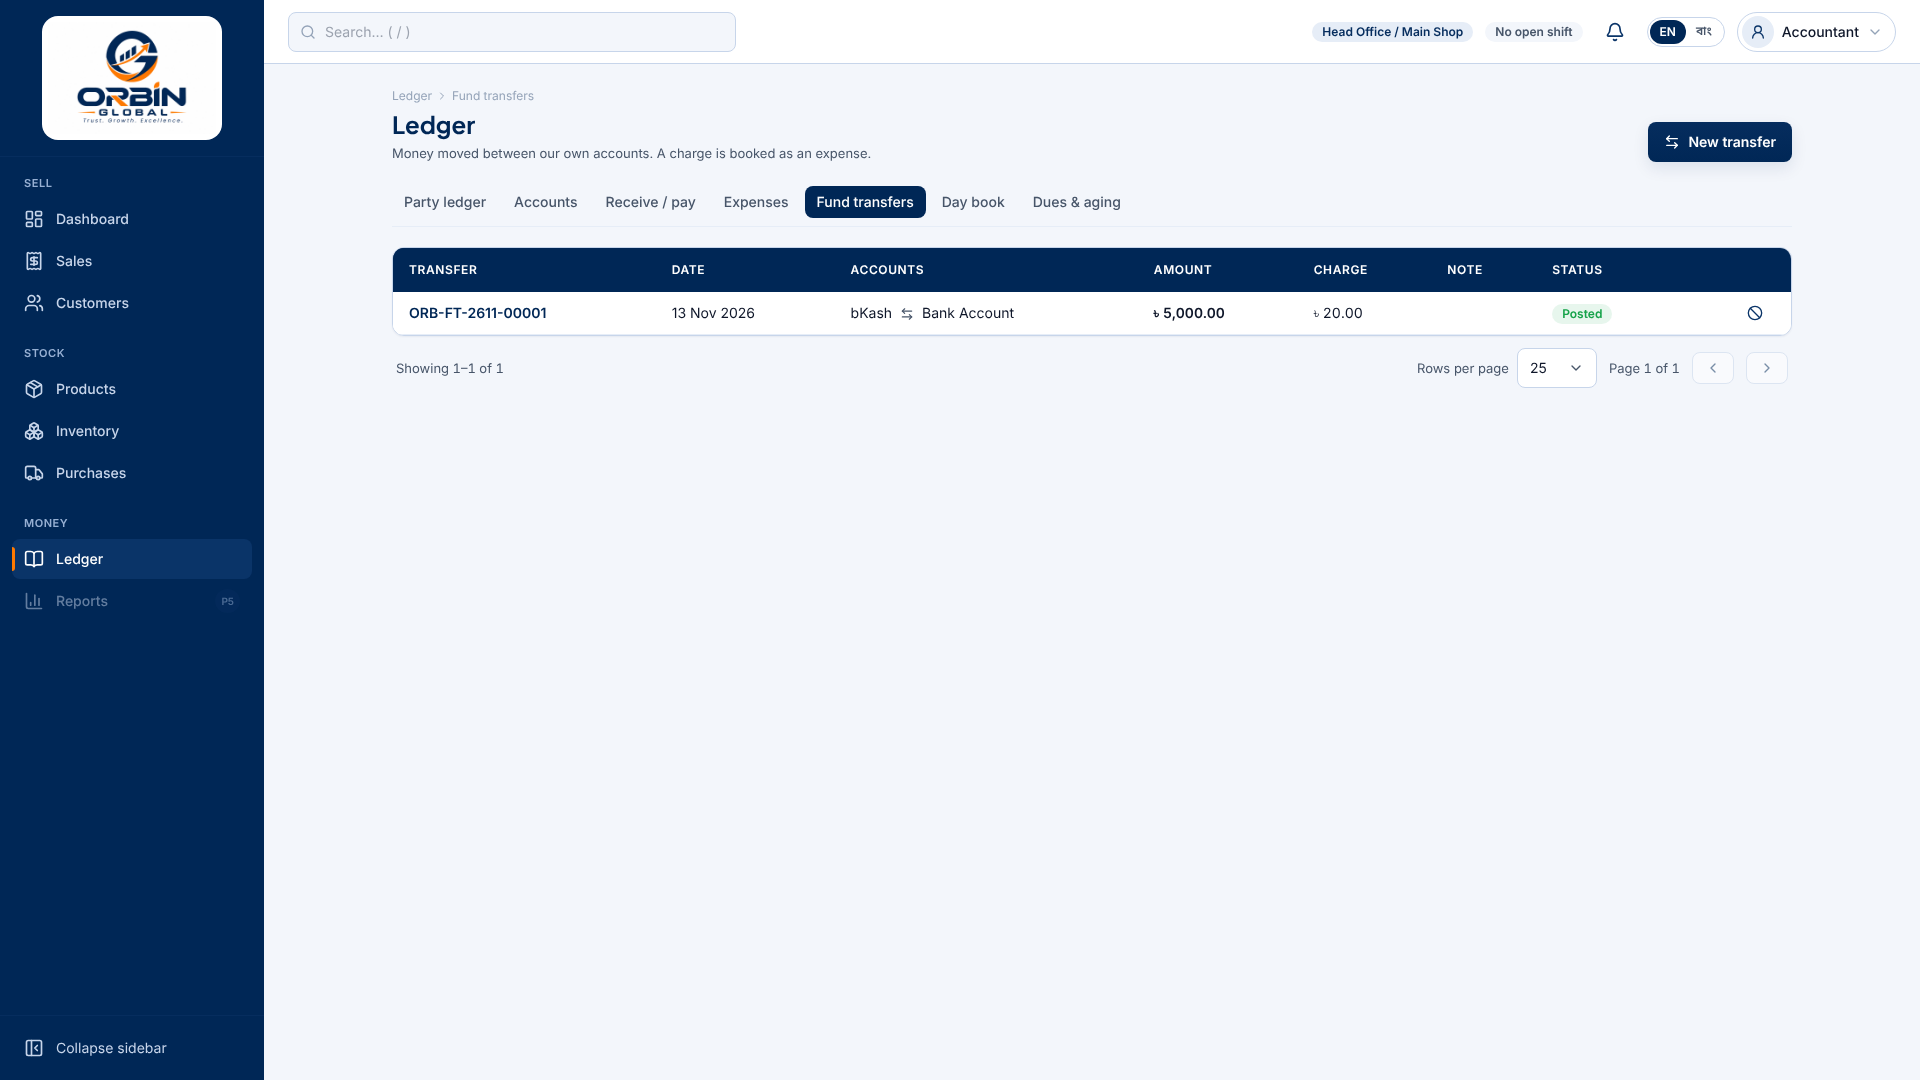 ORBIN
GLOBAL
Trust. Growth. Excellence.
Search... ( / )
Head Office / Main Shop
No open shift
EN
বাং
Accountant
SELL
Dashboard
Sales
Customers
STOCK
Products
Inventory
Purchases
MONEY
Ledger
Reports P5
Collapse sidebar
Ledger > Fund transfers
Ledger
Money moved between our own accounts. A charge is booked as an expense.
New transfer
Party ledger Accounts Receive / pay Expenses Fund transfers Day book Dues & aging
TRANSFER DATE ACCOUNTS AMOUNT CHARGE NOTE STATUS
ORB-FT-2611-00001 13 Nov 2026 bKash ⇆ Bank Account ৳ 5,000.00 ৳ 20.00 Posted
Showing 1–1 of 1
Rows per page 25 Page 1 of 1